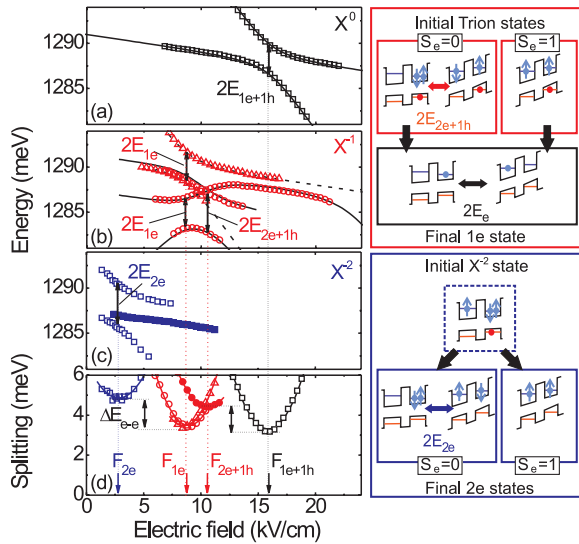 X⁰
1290
1285
2E1e+1h
(a)
X⁻¹
1290
1285
2E1e
2E1e
2E2e+1h
(b)
Energy (meV)
X⁻²
1290
1285
2E2e
(c)
6
4
2
0
ΔEe-e
F2e
F1e
F2e+1h
F1e+1h
(d)
Splitting (meV)
0 5 10 15 20
Electric field (kV/cm)
Initial Trion states
Se=0
Se=1
2E2e+1h
2Ee
Final 1e state
Initial X⁻² state
2E2e
Se=0
Se=1
Final 2e states